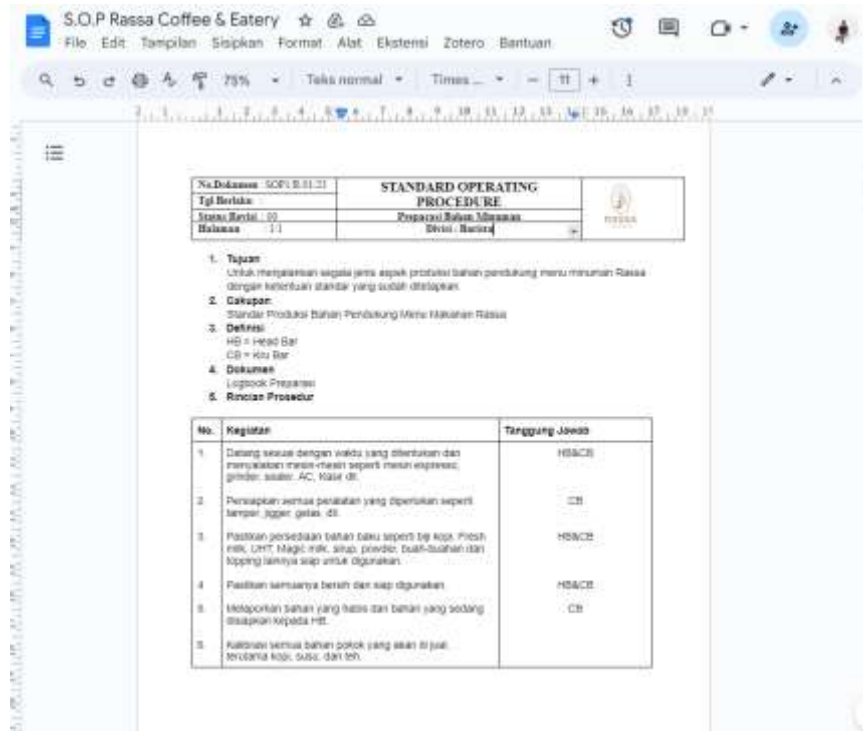 S.O.P Rassa Coffee & Eatery
File Edit Tampilan Sisipkan Format Alat Ekstensi Zotero Bantuan
75% Teks normal Times ... - 11 +
No.Dokumen
STANDARD OPERATING
Tgl Berlaku :
PROCEDURE
Status Revisi : 00
Preparasi Bahan Minuman
Halaman : 1/1
Divisi : Barista
1. Tujuan
Untuk menjalankan segala jenis aspek produksi bahan pendukung menu minuman Rassa
dengan ketentuan standar yang sudah ditetapkan.
2. Cakupan
Standar Produksi Bahan Pendukung Menu Makanan Rassa
3. Definisi
HB = Head Bar
CB = Kru Bar
4. Dokumen
Logbook Preparasi
5. Rincian Prosedur
No. Kegiatan Tanggung Jawab
1. Datang sesuai dengan waktu yang ditentukan dan HB&CB
menyalakan mesin-mesin seperti mesin espresso,
grinder, sealer, AC, Kasir dll.
2. Persiapkan semua peralatan yang diperlukan seperti CB
tamper, jigger, gelas, dll.
3. Pastikan persediaan bahan baku seperti biji kopi, Fresh HB&CB
milk, UHT, Magic milk, sirup, powder, buah-buahan dan
topping lainnya siap untuk digunakan.
4. Pastikan semuanya bersih dan siap digunakan. HB&CB
Melaporkan bahan yang habis dan bahan yang sedang CB
disiapkan kepada HB.
Kalibrasi semua bahan pokok yang akan di jual,
terutama kopi, susu, dan teh.